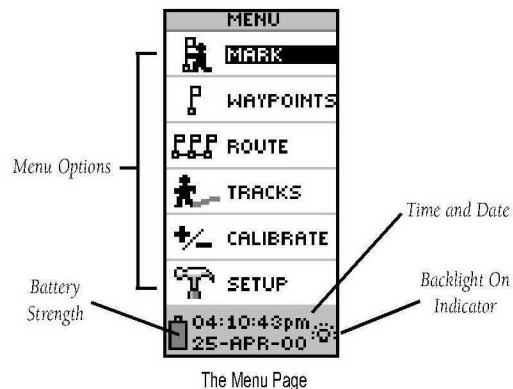 MENU
MARK
WAYPOINTS
ROUTE
TRACKS
CALIBRATE
SETUP
04:10:43pm
25-APR-00
Menu Options
Time and Date
Battery
Strength
Backlight On
Indicator
The Menu Page